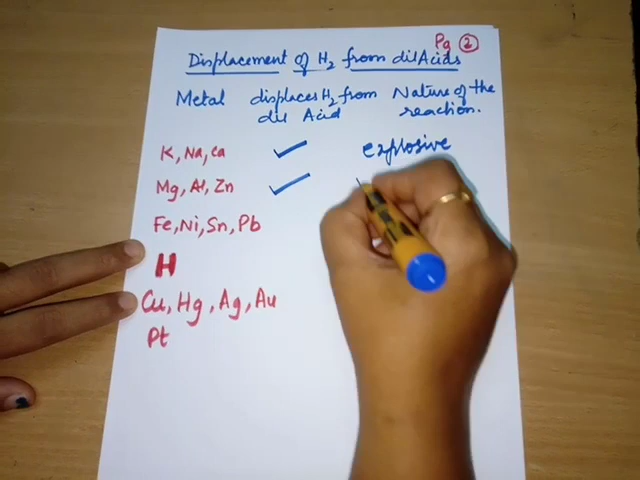 Pg 2
Displacement of H2 from dil Acids
Metal displaces H2 from Nature of the
dil Acid reaction.
K, Na, Ca ✓ explosive
Mg, Al, Zn ✓
Fe, Ni, Sn, Pb
H
Cu, Hg, Ag, Au
Pt